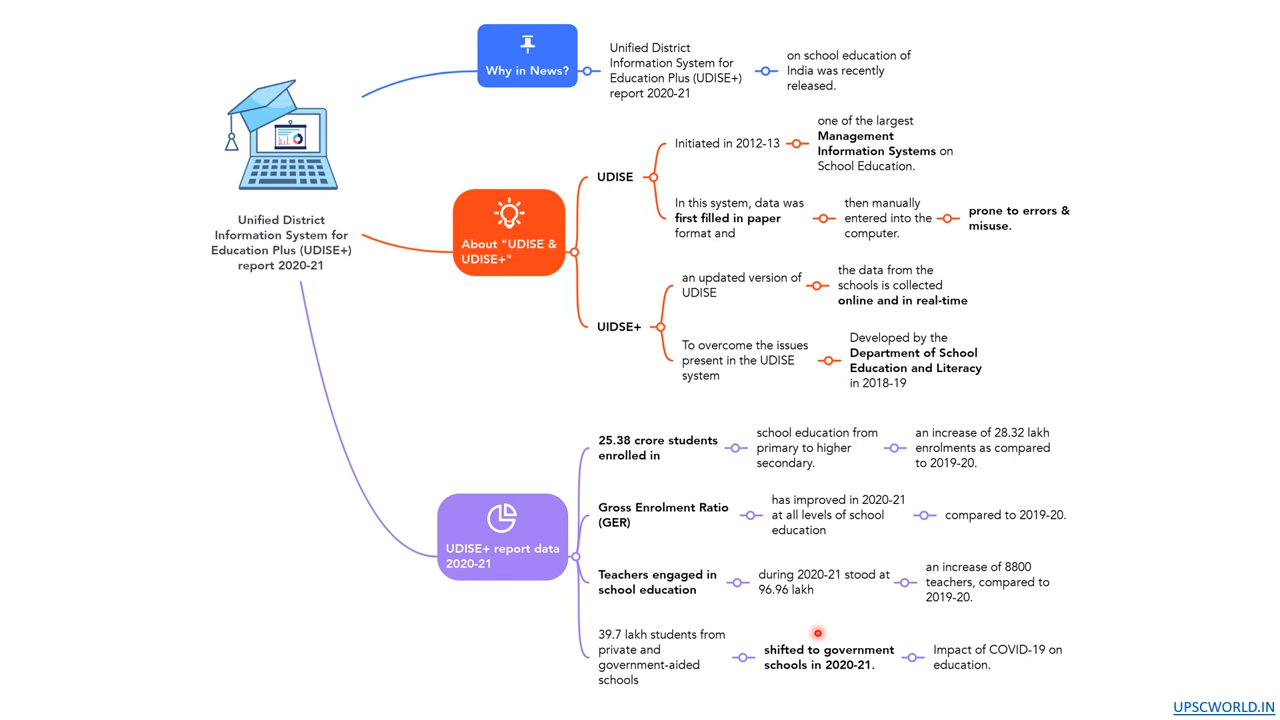 Why in News?
Unified District
Information System for
Education Plus (UDISE+)
report 2020-21
on school education of
India was recently
released.
Unified District
Information System for
Education Plus (UDISE+)
report 2020-21
About "UDISE &
UDISE+"
UDISE
Initiated in 2012-13
one of the largest
Management
Information Systems on
School Education.
In this system, data was
first filled in paper
format and
then manually
entered into the
computer.
prone to errors &
misuse.
UIDSE+
an updated version of
UDISE
the data from the
schools is collected
online and in real-time
To overcome the issues
present in the UDISE
system
Developed by the
Department of School
Education and Literacy
in 2018-19
UDISE+ report data
2020-21
25.38 crore students
enrolled in
school education from
primary to higher
secondary.
an increase of 28.32 lakh
enrolments as compared
to 2019-20.
Gross Enrolment Ratio
(GER)
has improved in 2020-21
at all levels of school
education
compared to 2019-20.
Teachers engaged in
school education
during 2020-21 stood at
96.96 lakh
an increase of 8800
teachers, compared to
2019-20.
39.7 lakh students from
private and
government-aided
schools
shifted to government
schools in 2020-21.
Impact of COVID-19 on
education.
UPSCWORLD.IN